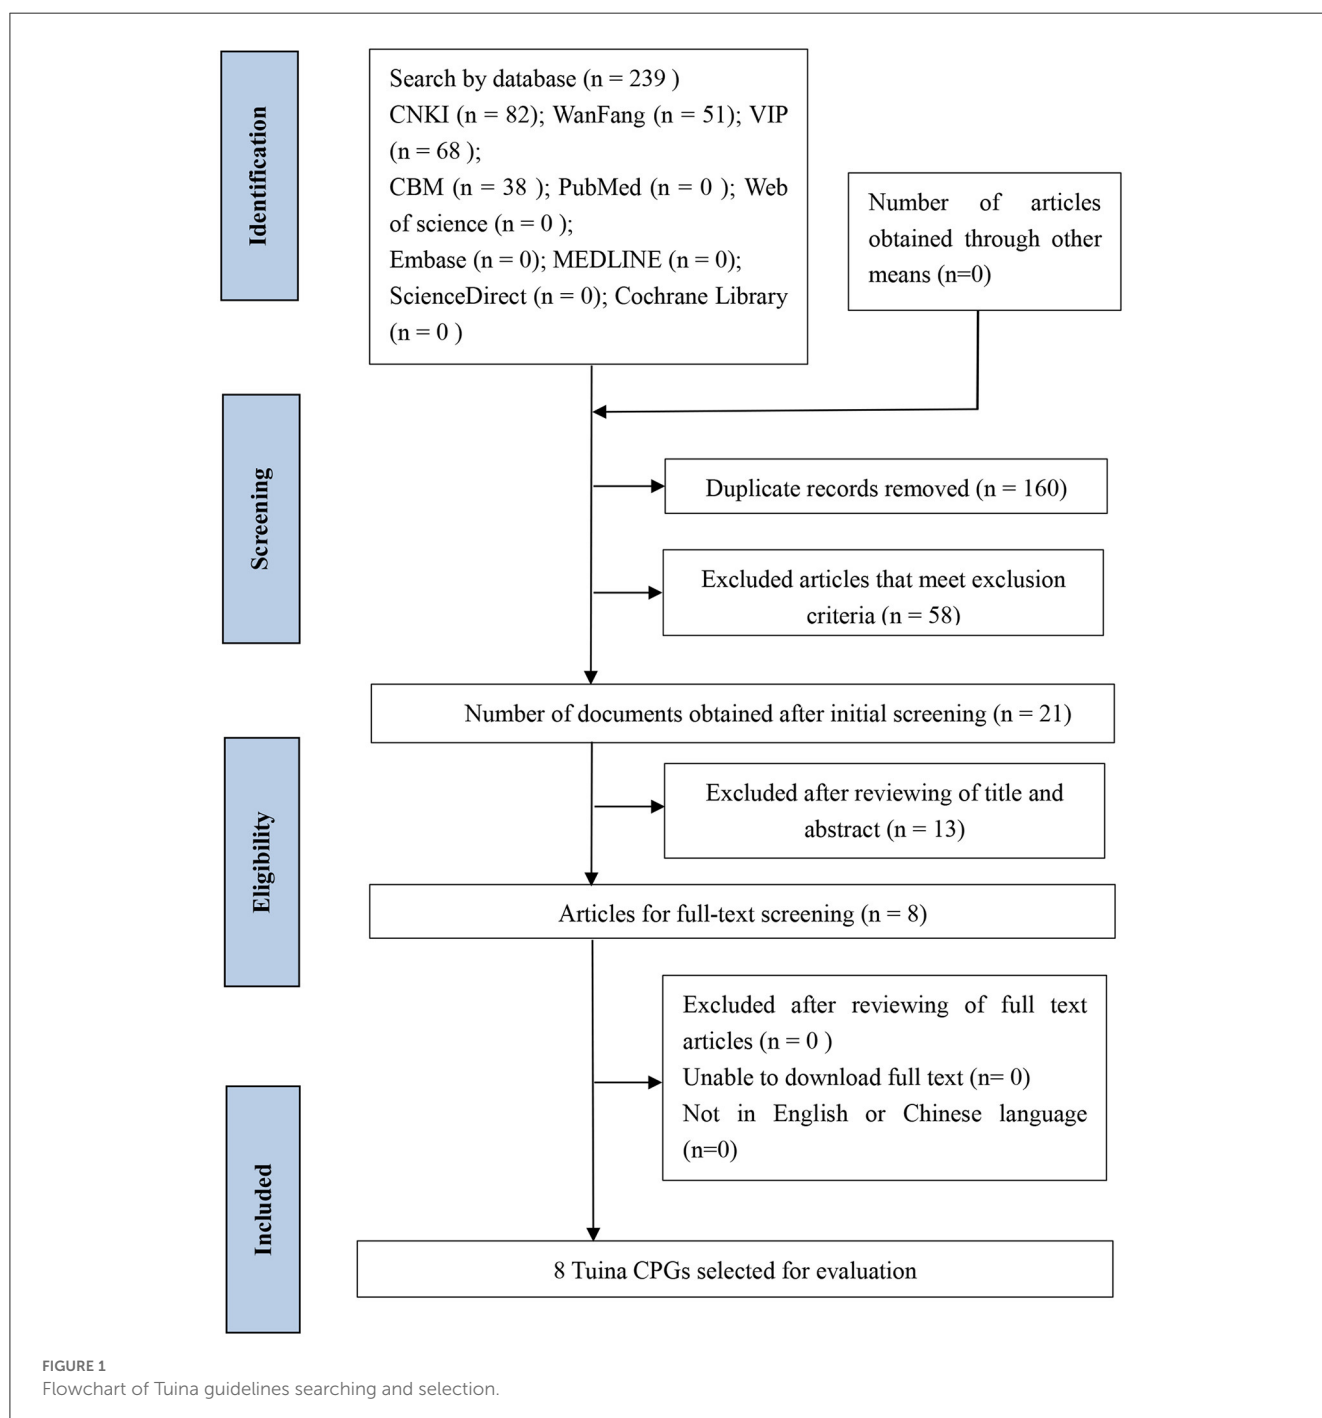 Identification
Search by database (n = 239 )
CNKI (n = 82); WanFang (n = 51); VIP
(n = 68 );
CBM (n = 38 ); PubMed (n = 0 ); Web
of science (n = 0 );
Embase (n = 0); MEDLINE (n = 0);
ScienceDirect (n = 0); Cochrane Library
(n = 0 )
Number of articles
obtained through other
means (n=0)
Screening
Duplicate records removed (n = 160)
Excluded articles that meet exclusion
criteria (n = 58)
Number of documents obtained after initial screening (n = 21)
Eligibility
Excluded after reviewing of title and
abstract (n = 13)
Articles for full-text screening (n = 8)
Excluded after reviewing of full text
articles (n = 0 )
Unable to download full text (n= 0)
Not in English or Chinese language
(n=0)
Included
8 Tuina CPGs selected for evaluation
FIGURE 1
Flowchart of Tuina guidelines searching and selection.